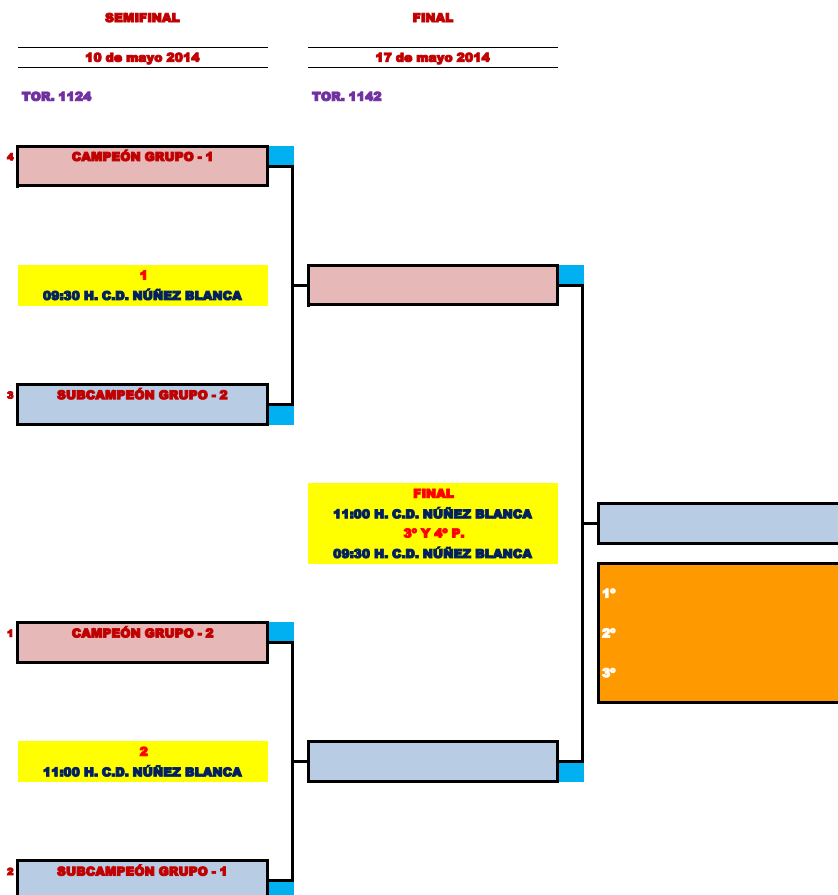 SEMIFINAL
FINAL
10 de mayo 2014
17 de mayo 2014
TOR. 1124
TOR. 1142
4
CAMPEÓN GRUPO - 1
1
09:30 H. C.D. NÚÑEZ BLANCA
3
SUBCAMPEÓN GRUPO - 2
FINAL
11:00 H. C.D. NÚÑEZ BLANCA
3º Y 4º P.
09:30 H. C.D. NÚÑEZ BLANCA
1º
2º
3º
1
CAMPEÓN GRUPO - 2
2
11:00 H. C.D. NÚÑEZ BLANCA
2
SUBCAMPEÓN GRUPO - 1